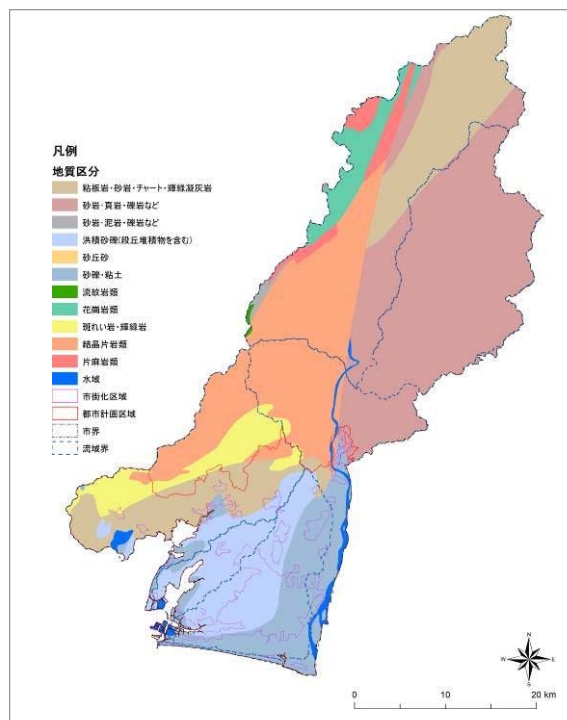 凡例
地質区分
粘板岩・砂岩・チャート・輝緑凝灰岩
砂岩・頁岩・礫岩など
砂岩・泥岩・礫岩など
洪積砂礫(段丘堆積物を含む)
砂丘砂
砂礫・粘土
流紋岩類
花崗岩類
斑れい岩・輝緑岩
結晶片岩類
片麻岩類
水域
市街化区域
都市計画区域
市界
流域界
N
W E
S
0 10 20 km